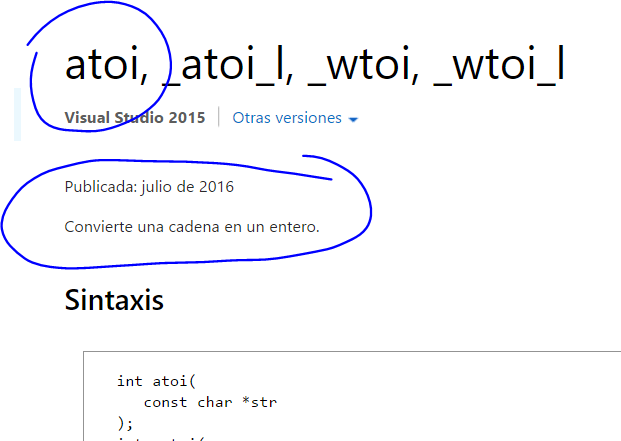 atoi, _atoi_l, _wtoi, _wtoi_l
Visual Studio 2015 | Otras versiones
Publicada: julio de 2016
Convierte una cadena en un entero.
Sintaxis
int atoi(
const char *str
);